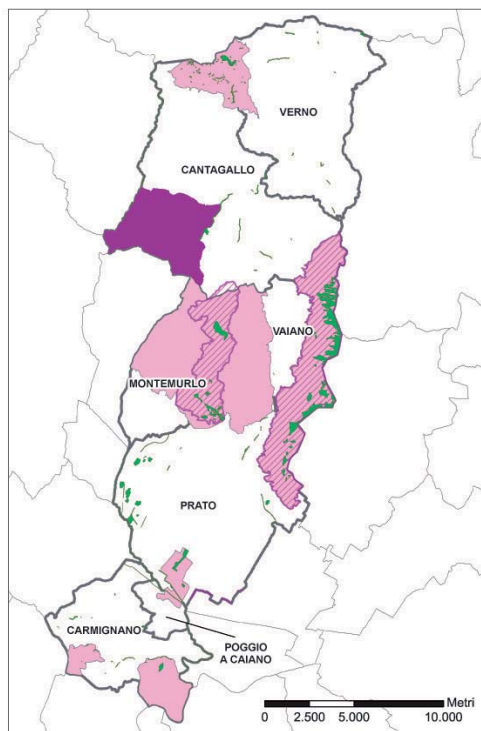 VERNO
CANTAGALLO
VAIANO
MONTEMURLO
PRATO
CARMIGNANO
POGGIO
A CAIANO
Metri
0 2.500 5.000 10.000